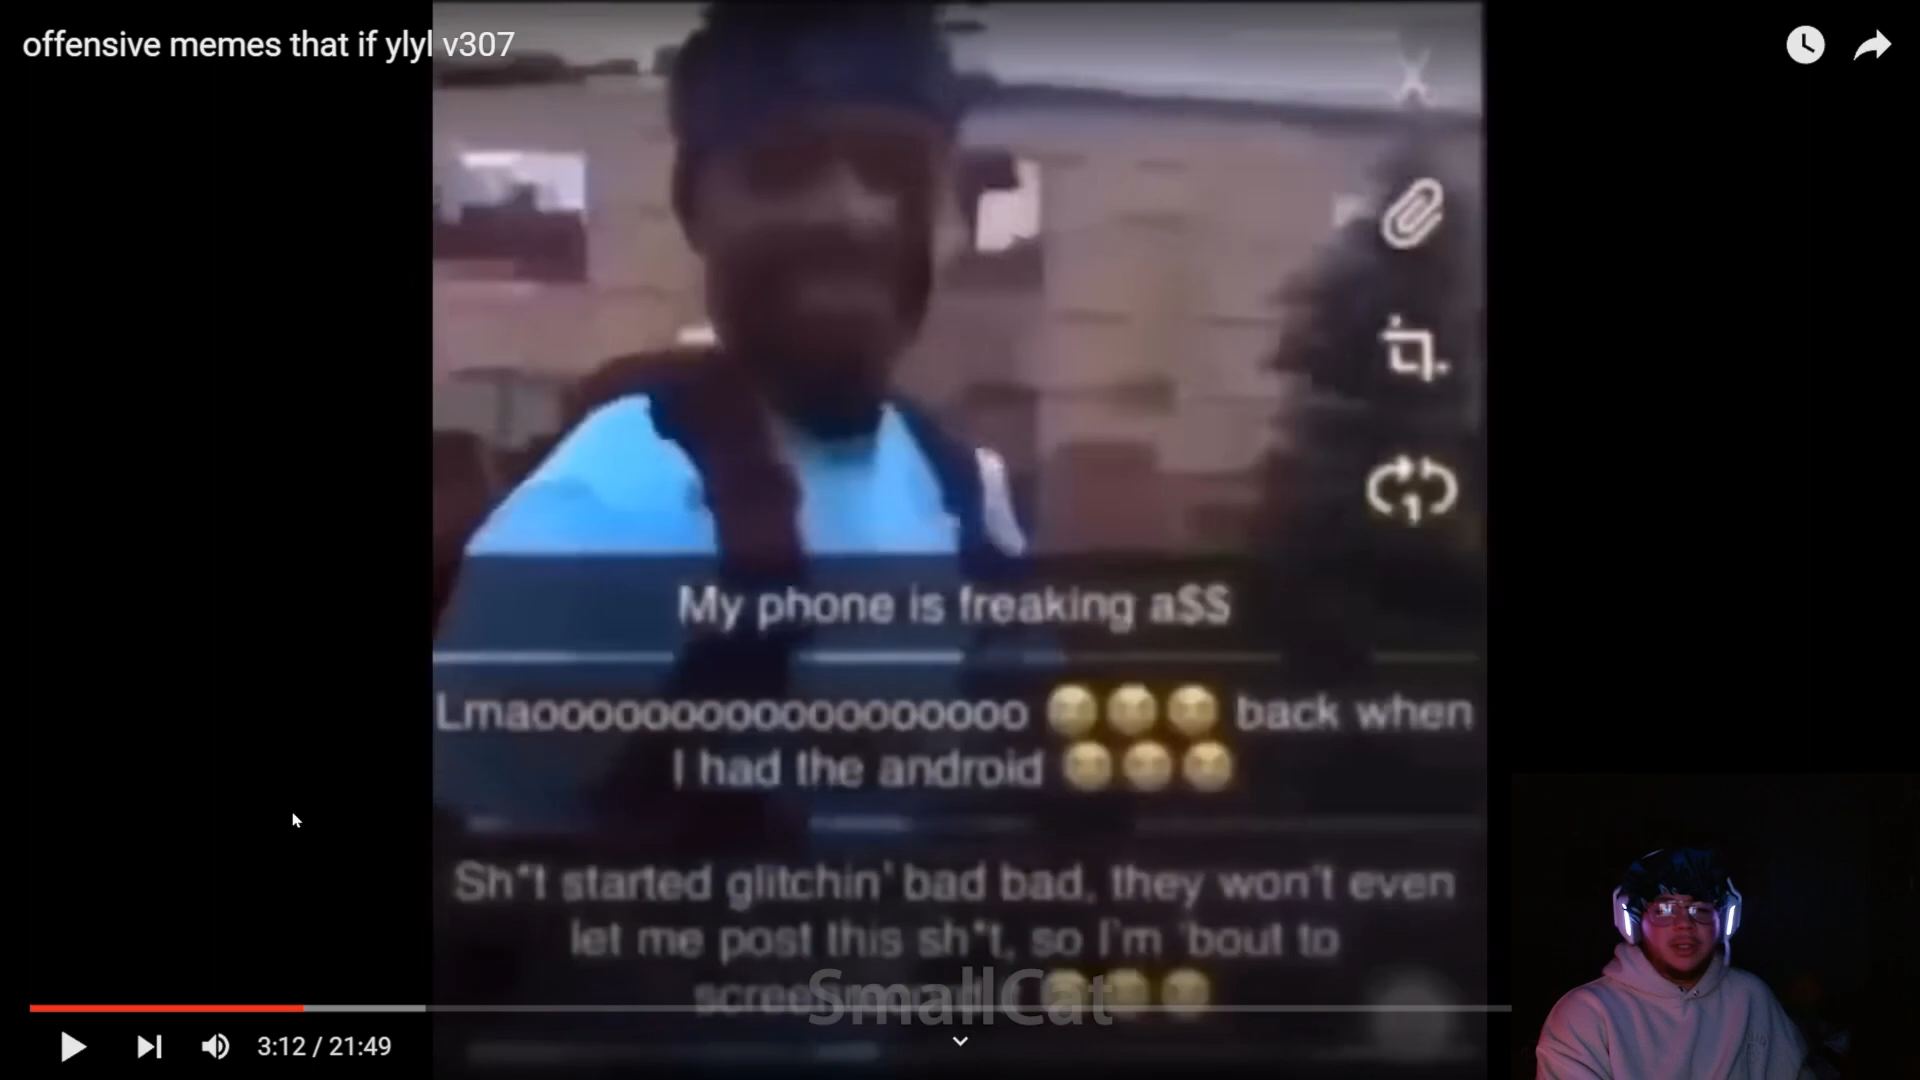 offensive memes that if ylyl v307
My phone is freaking a$$
Lmaooooooooooooooooooo 😂😂😂 back when
I had the android 😂😂😂
Sh*t started glitchin' bad bad, they won't even
let me post this sh*t, so I'm 'bout to
SmallCat
3:12 / 21:49